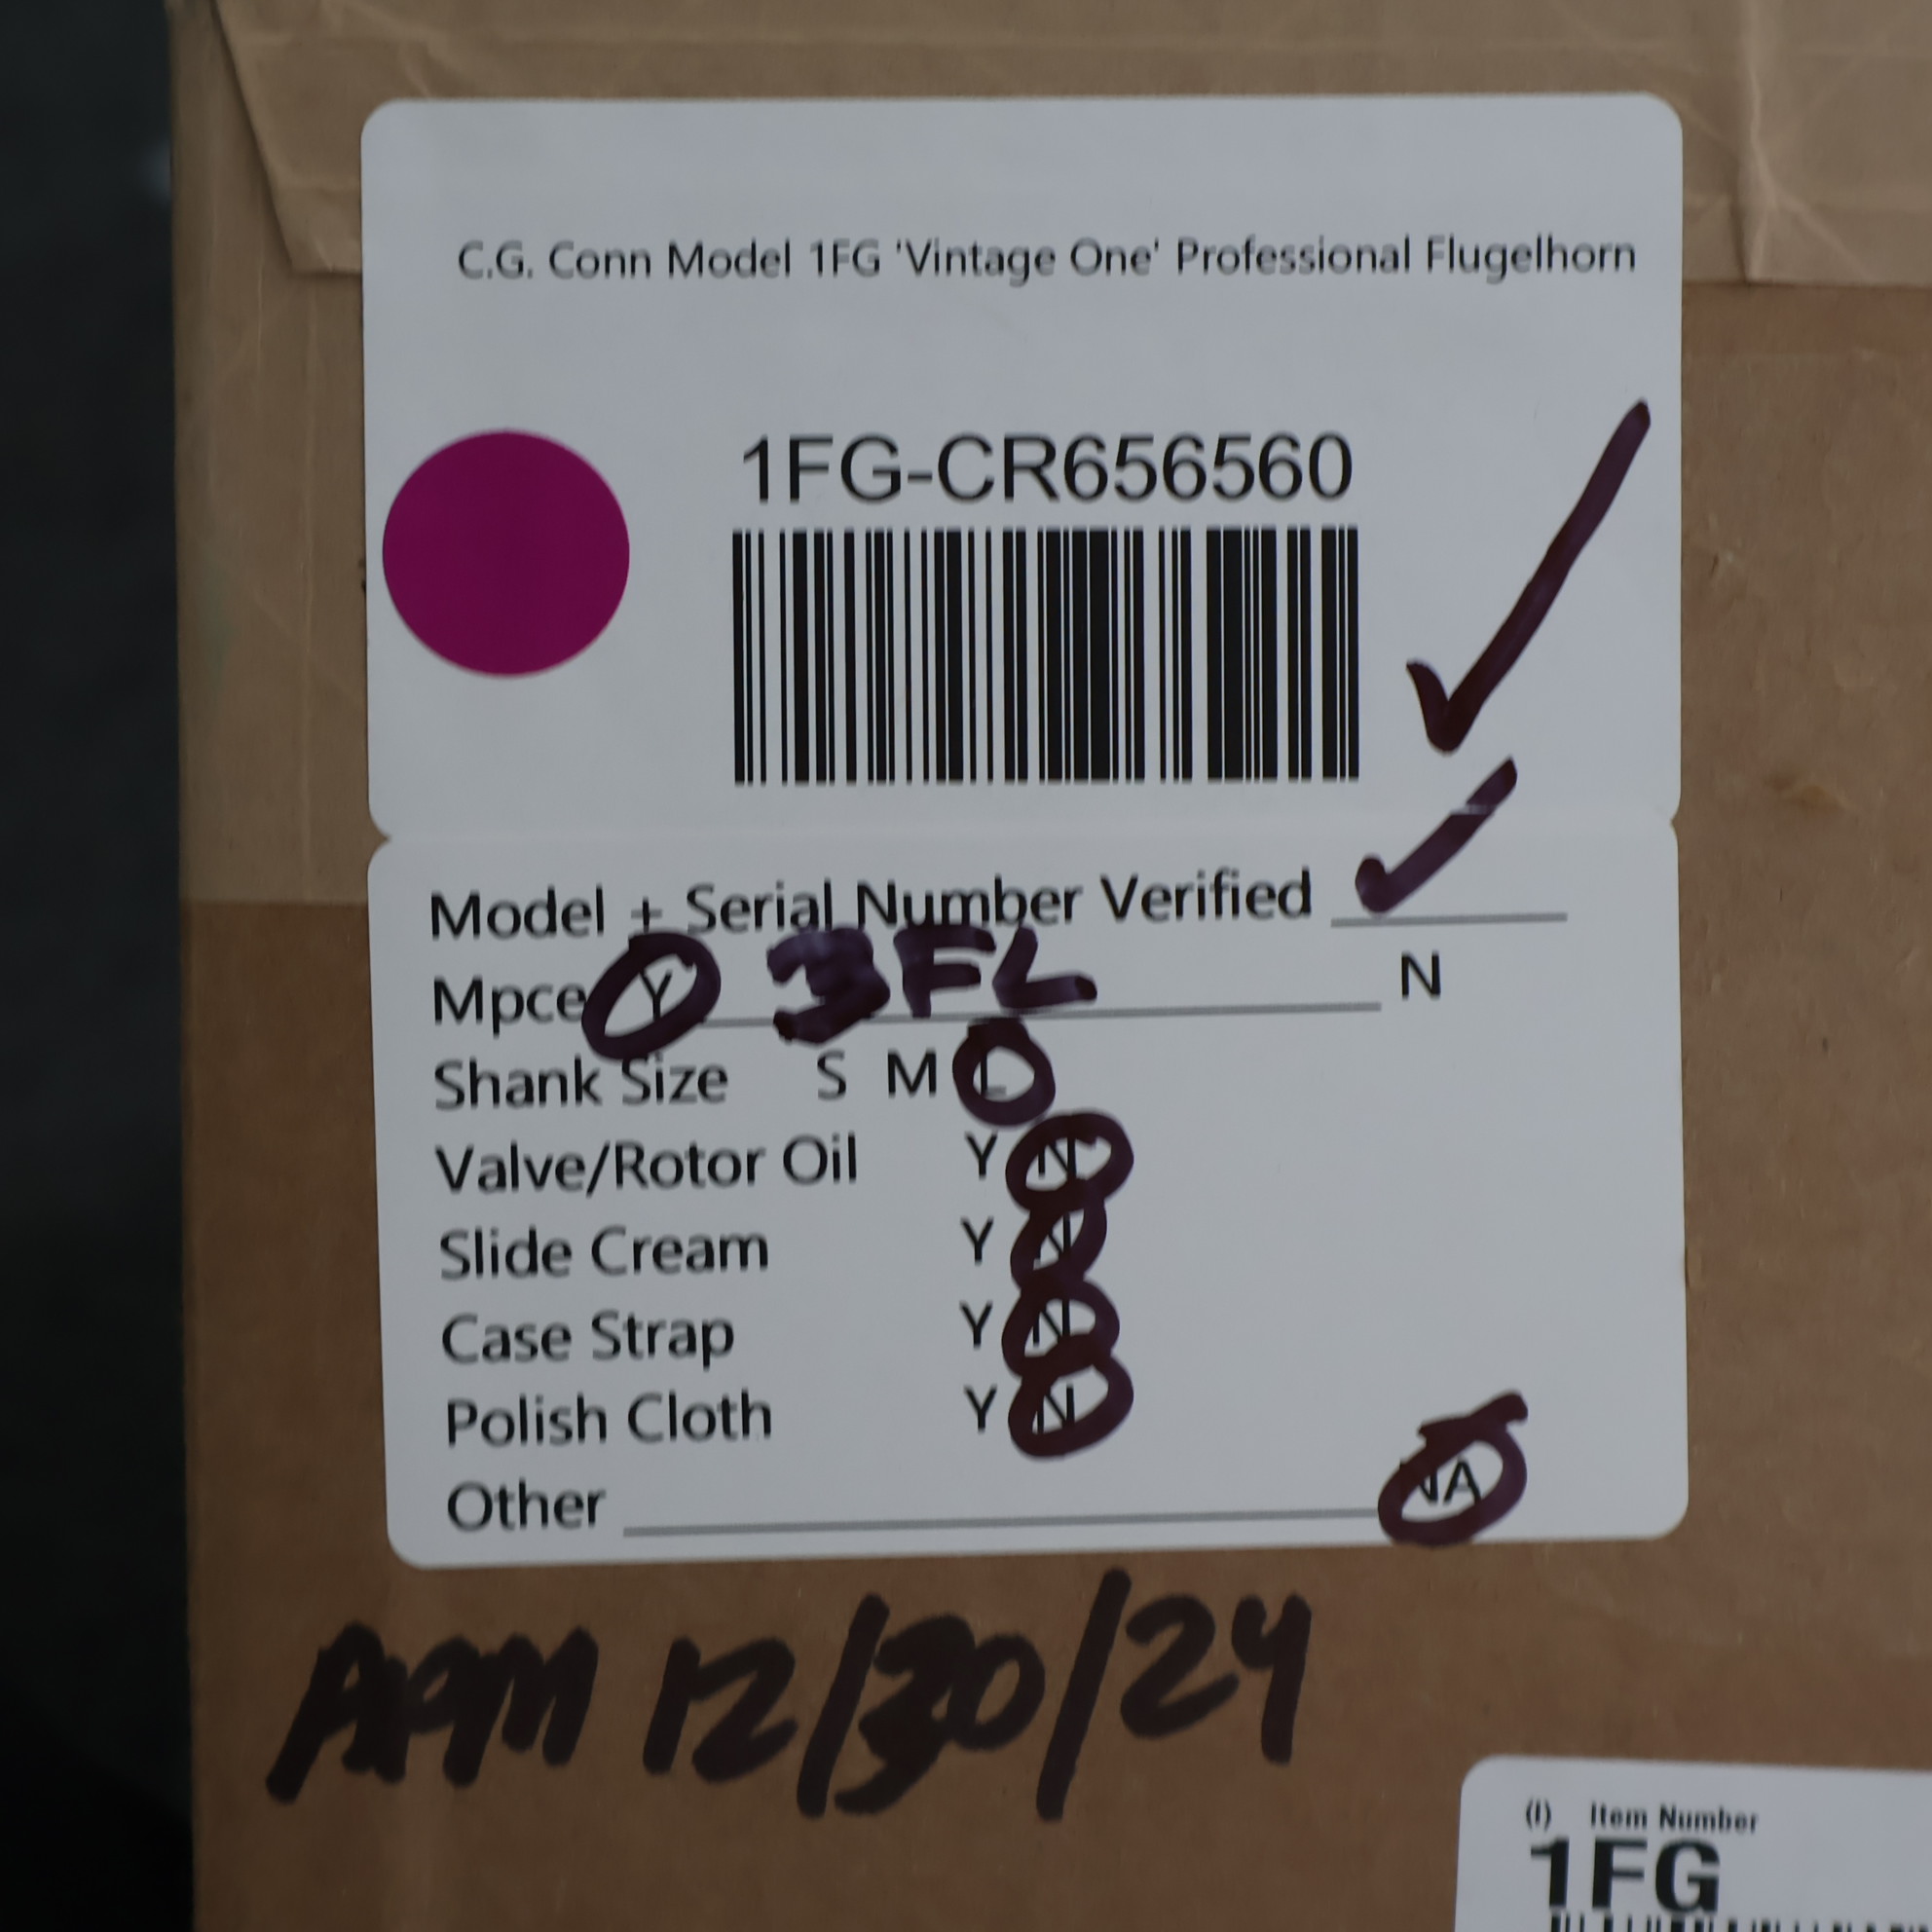 C.G. Conn Model 1FG 'Vintage One' Professional Flugelhorn
1FG-CR656560
Model + Serial Number Verified
Mpce Y 3FL N
Shank Size S M L
Valve/Rotor Oil Y N
Slide Cream Y N
Case Strap Y N
Polish Cloth Y N
Other NA
12/30/24
(I) Item Number
1FG